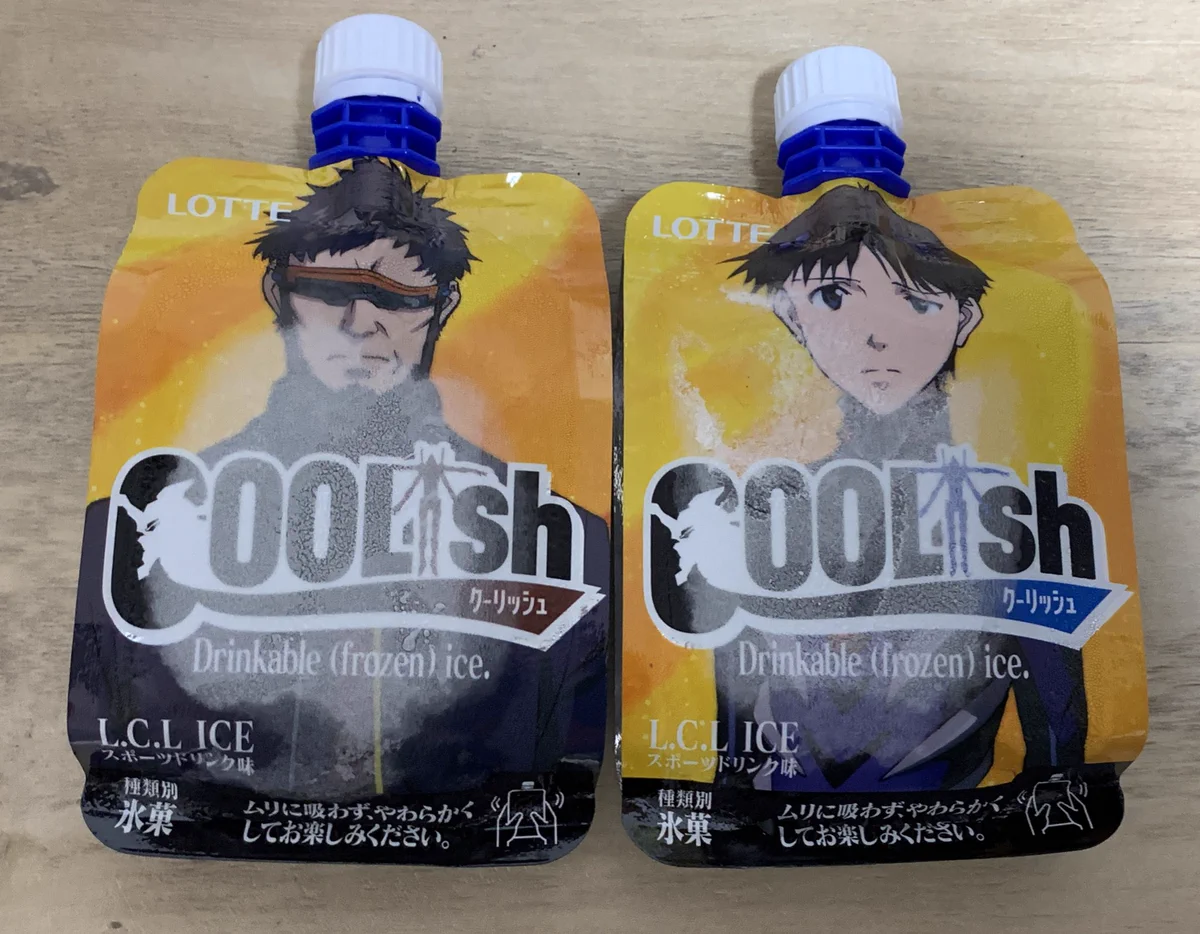 LOTTE
COOLish
クーリッシュ
Drinkable (frozen) ice.
L.C.L ICE
スポーツドリンク味
種類別
氷菓
ムリに吸わず、やわらかく
してお楽しみください。
LOTTE
COOLish
クーリッシュ
Drinkable (frozen) ice.
L.C.L ICE
スポーツドリンク味
種類別
氷菓
ムリに吸わず、やわらかく
してお楽しみください。